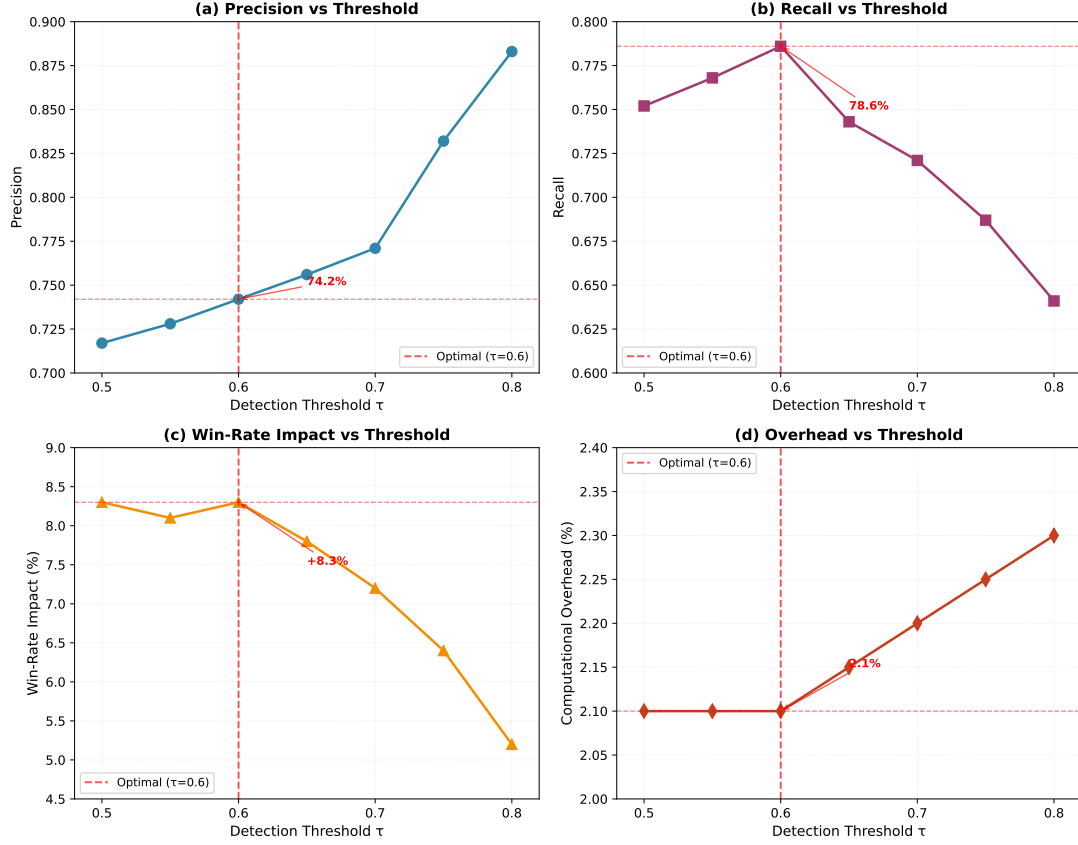 (a) Precision vs Threshold
0.900
0.875
0.850
0.825
0.800
0.775
0.750
0.725
0.700
Precision
74.2%
Optimal (τ=0.6)
0.5 0.6 0.7 0.8
Detection Threshold τ
(b) Recall vs Threshold
0.800
0.775
0.750
0.725
0.700
0.675
0.650
0.625
0.600
Recall
78.6%
Optimal (τ=0.6)
0.5 0.6 0.7 0.8
Detection Threshold τ
(c) Win-Rate Impact vs Threshold
9.0
8.5
8.0
7.5
7.0
6.5
6.0
5.5
5.0
4.5
Win-Rate Impact (%)
+8.3%
Optimal (τ=0.6)
0.5 0.6 0.7 0.8
Detection Threshold τ
(d) Overhead vs Threshold
2.40
2.35
2.30
2.25
2.20
2.15
2.10
2.05
2.00
Computational Overhead (%)
Optimal (τ=0.6)
2.1%
0.5 0.6 0.7 0.8
Detection Threshold τ